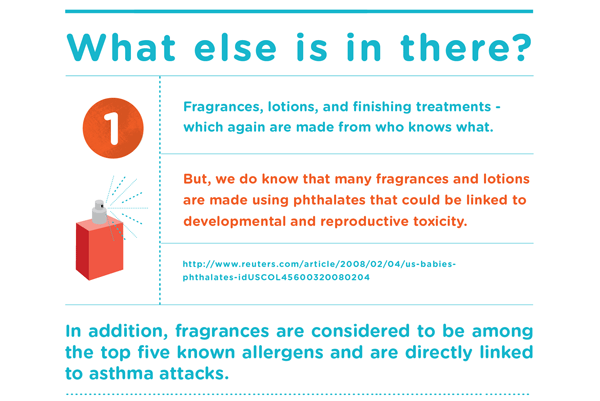 What else is in there?
1
Fragrances, lotions, and finishing treatments -
which again are made from who knows what.
But, we do know that many fragrances and lotions
are made using phthalates that could be linked to
developmental and reproductive toxicity.
http://www.reuters.com/article/2008/02/04/us-babies-
phthalates-idUSCOL45600320080204
In addition, fragrances are considered to be among
the top five known allergens and are directly linked
to asthma attacks.